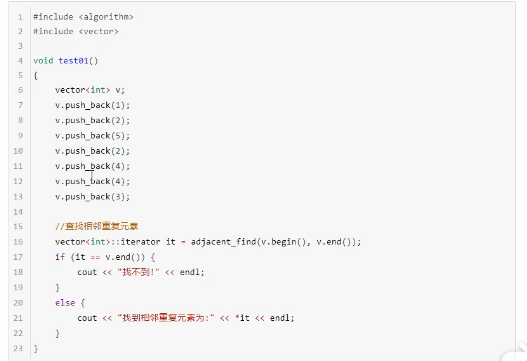 1 #include <algorithm>
2 #include <vector>
3
4 void test01()
5 {
6     vector<int> v;
7     v.push_back(1);
8     v.push_back(2);
9     v.push_back(5);
10     v.push_back(2);
11     v.push_back(4);
12     v.push_back(4);
13     v.push_back(3);
14
15     //查找相邻重复元素
16     vector<int>::iterator it = adjacent_find(v.begin(), v.end());
17     if (it == v.end()) {
18         cout << "找不到!" << endl;
19     }
20     else {
21         cout << "找到相邻重复元素为:" << *it << endl;
22     }
23 }